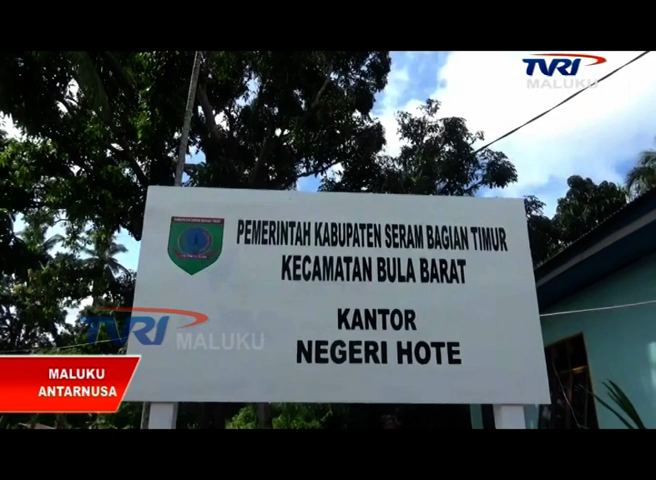 TVRI
MALUKU
PEMERINTAH KABUPATEN SERAM BAGIAN TIMUR
KECAMATAN BULA BARAT
KANTOR
NEGERI HOTE
TVRI MALUKU
MALUKU
ANTARNUSA